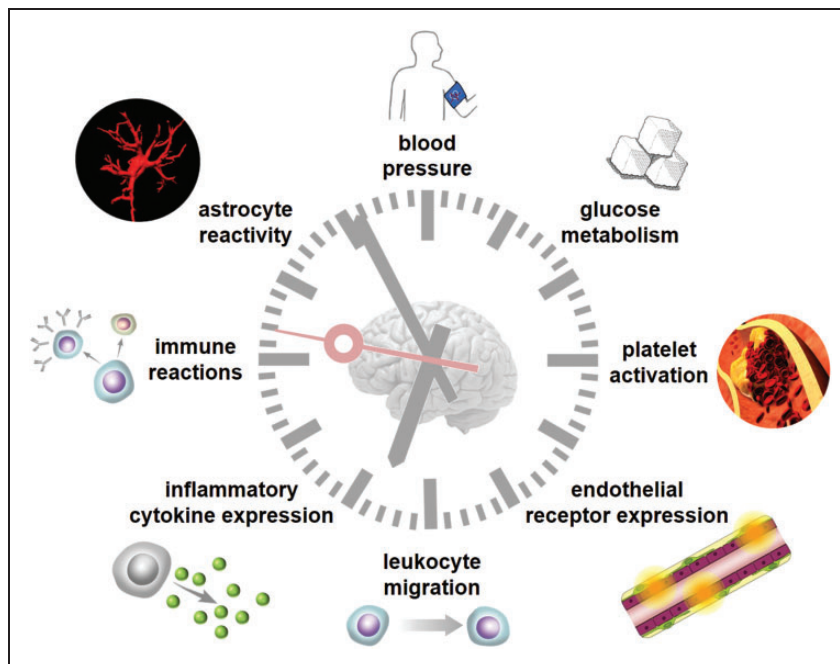 blood
pressure
glucose
metabolism
platelet
activation
endothelial
receptor expression
leukocyte
migration
inflammatory
cytokine expression
immune
reactions
astrocyte
reactivity